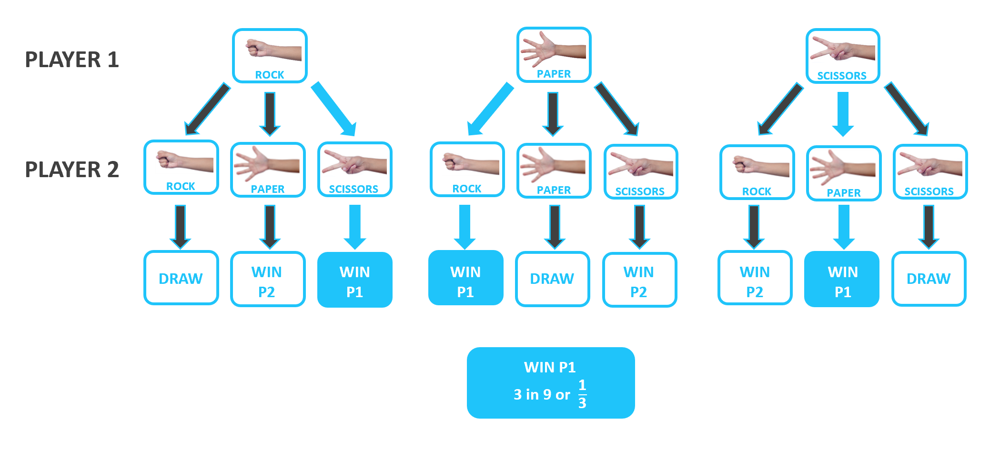 PLAYER 1
ROCK
PAPER
SCISSORS
PLAYER 2
ROCK
PAPER
SCISSORS
ROCK
PAPER
SCISSORS
ROCK
PAPER
SCISSORS
DRAW
WIN
P2
WIN
P1
WIN
P1
DRAW
WIN
P2
WIN
P2
WIN
P1
DRAW
WIN P1
3 in 9 or 1/3